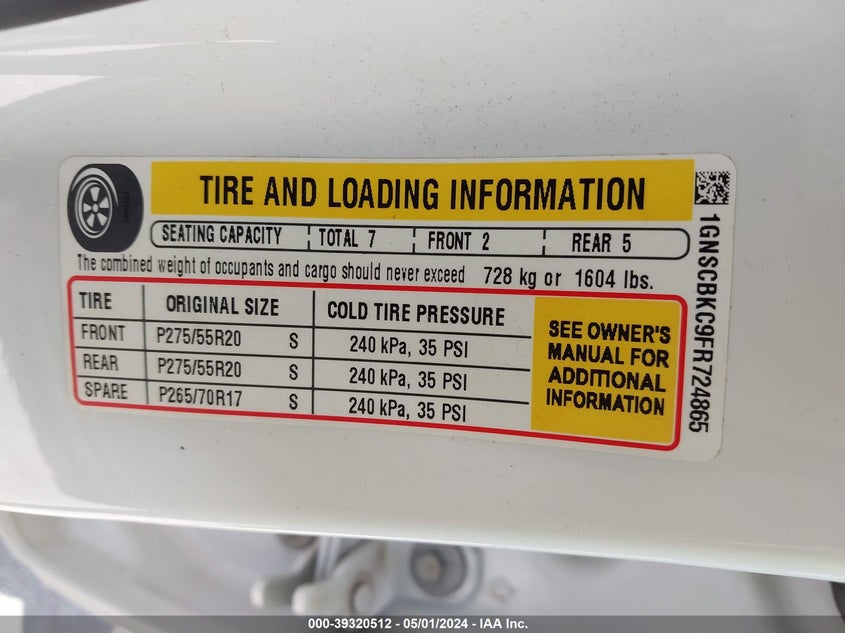 TIRE AND LOADING INFORMATION
SEATING CAPACITY TOTAL 7 FRONT 2 REAR 5
The combined weight of occupants and cargo should never exceed 728 kg or 1604 lbs.
TIRE ORIGINAL SIZE COLD TIRE PRESSURE
FRONT P275/55R20 S 240 kPa, 35 PSI
REAR P275/55R20 S 240 kPa, 35 PSI
SPARE P265/70R17 S 240 kPa, 35 PSI
SEE OWNER'S
MANUAL FOR
ADDITIONAL
INFORMATION
1GNSCBKC9FR724865
000-39320512 - 05/01/2024 - IAA Inc.